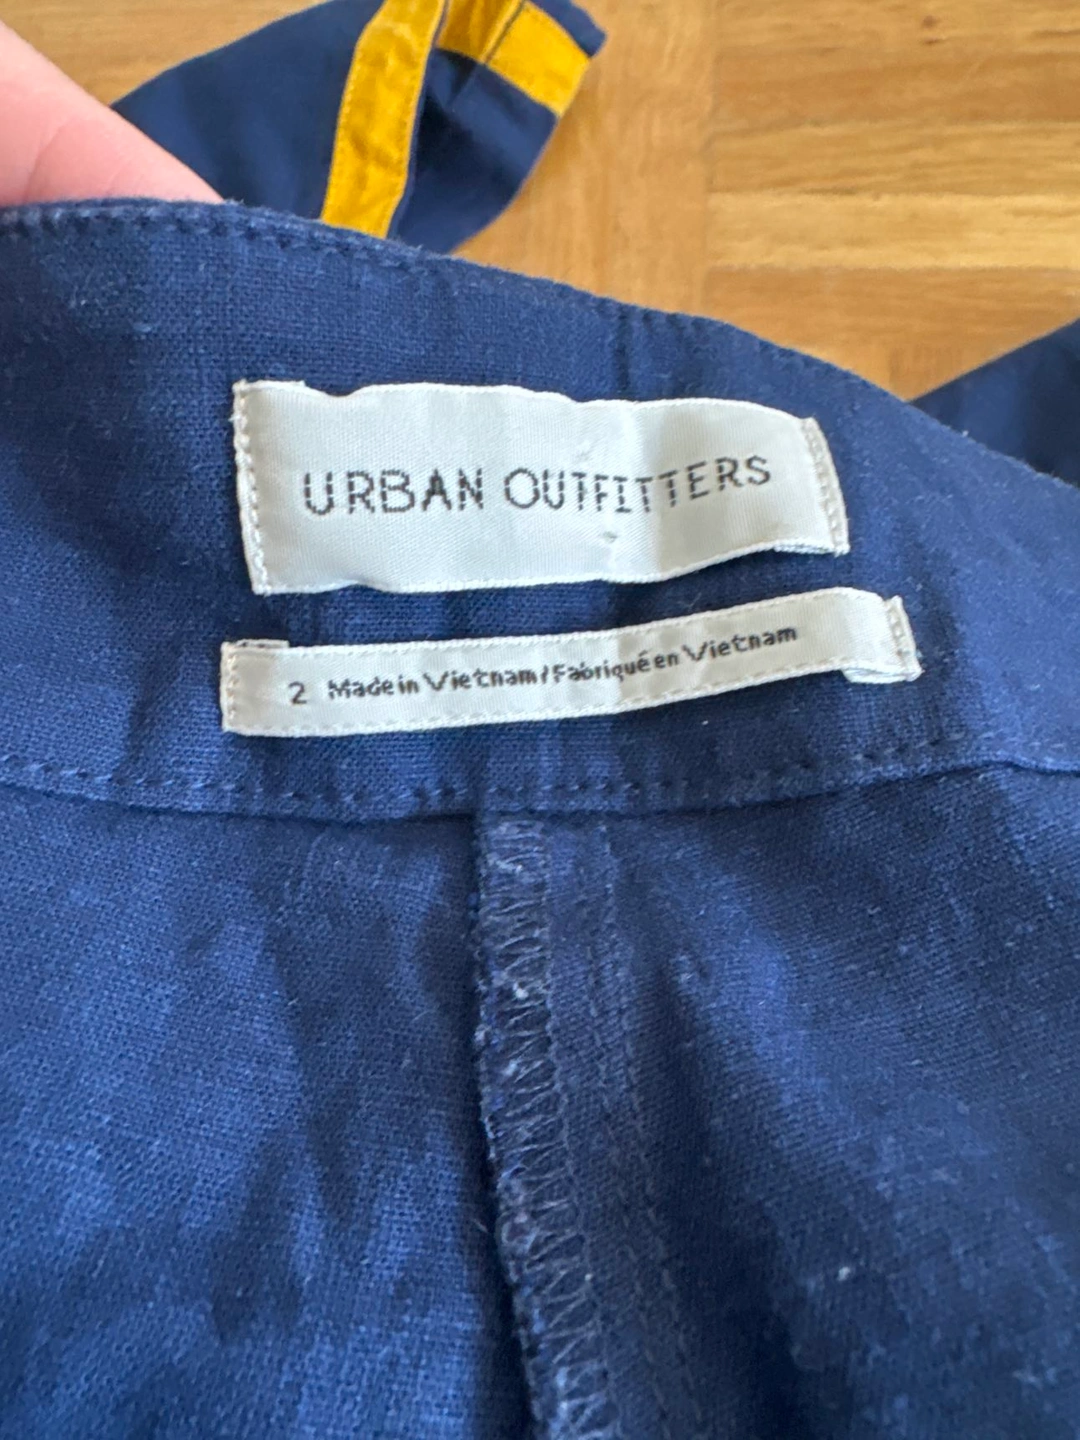 URBAN OUTFITTERS
2 Made in Vietnam / Fabriqué en Vietnam